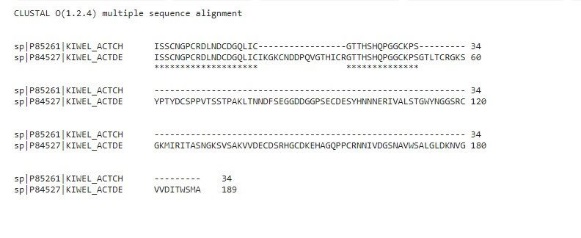 CLUSTAL O(1.2.4) multiple sequence alignment
sp|P85261|KIWEL_ACTCH ISSCNGPCRDLNDCDGQLIC-----------------GTTHSHQPGGCKPS--------- 34
sp|P84527|KIWEL_ACTDE ISSCNGPCRDLNDCDGQLICIKGKCNDDPQVGTHICRGTTHSHQPGGCKPSGTLTCRGKS 60
******************** **************
sp|P85261|KIWEL_ACTCH ------------------------------------------------------------ 34
sp|P84527|KIWEL_ACTDE YPTYDCSPPVTSSTPAKLTNNDFSEGGDDGGPSECDESYHNNNERIVALSTGWYNGGSRC 120
sp|P85261|KIWEL_ACTCH ------------------------------------------------------------ 34
sp|P84527|KIWEL_ACTDE GKMIRITASNGKSVSAKVVDECDSRHGCDKEHAGQPPCRNNIVDGSNAVWSALGLDKNVG 180
sp|P85261|KIWEL_ACTCH --------- 34
sp|P84527|KIWEL_ACTDE VVDITWSMA 189